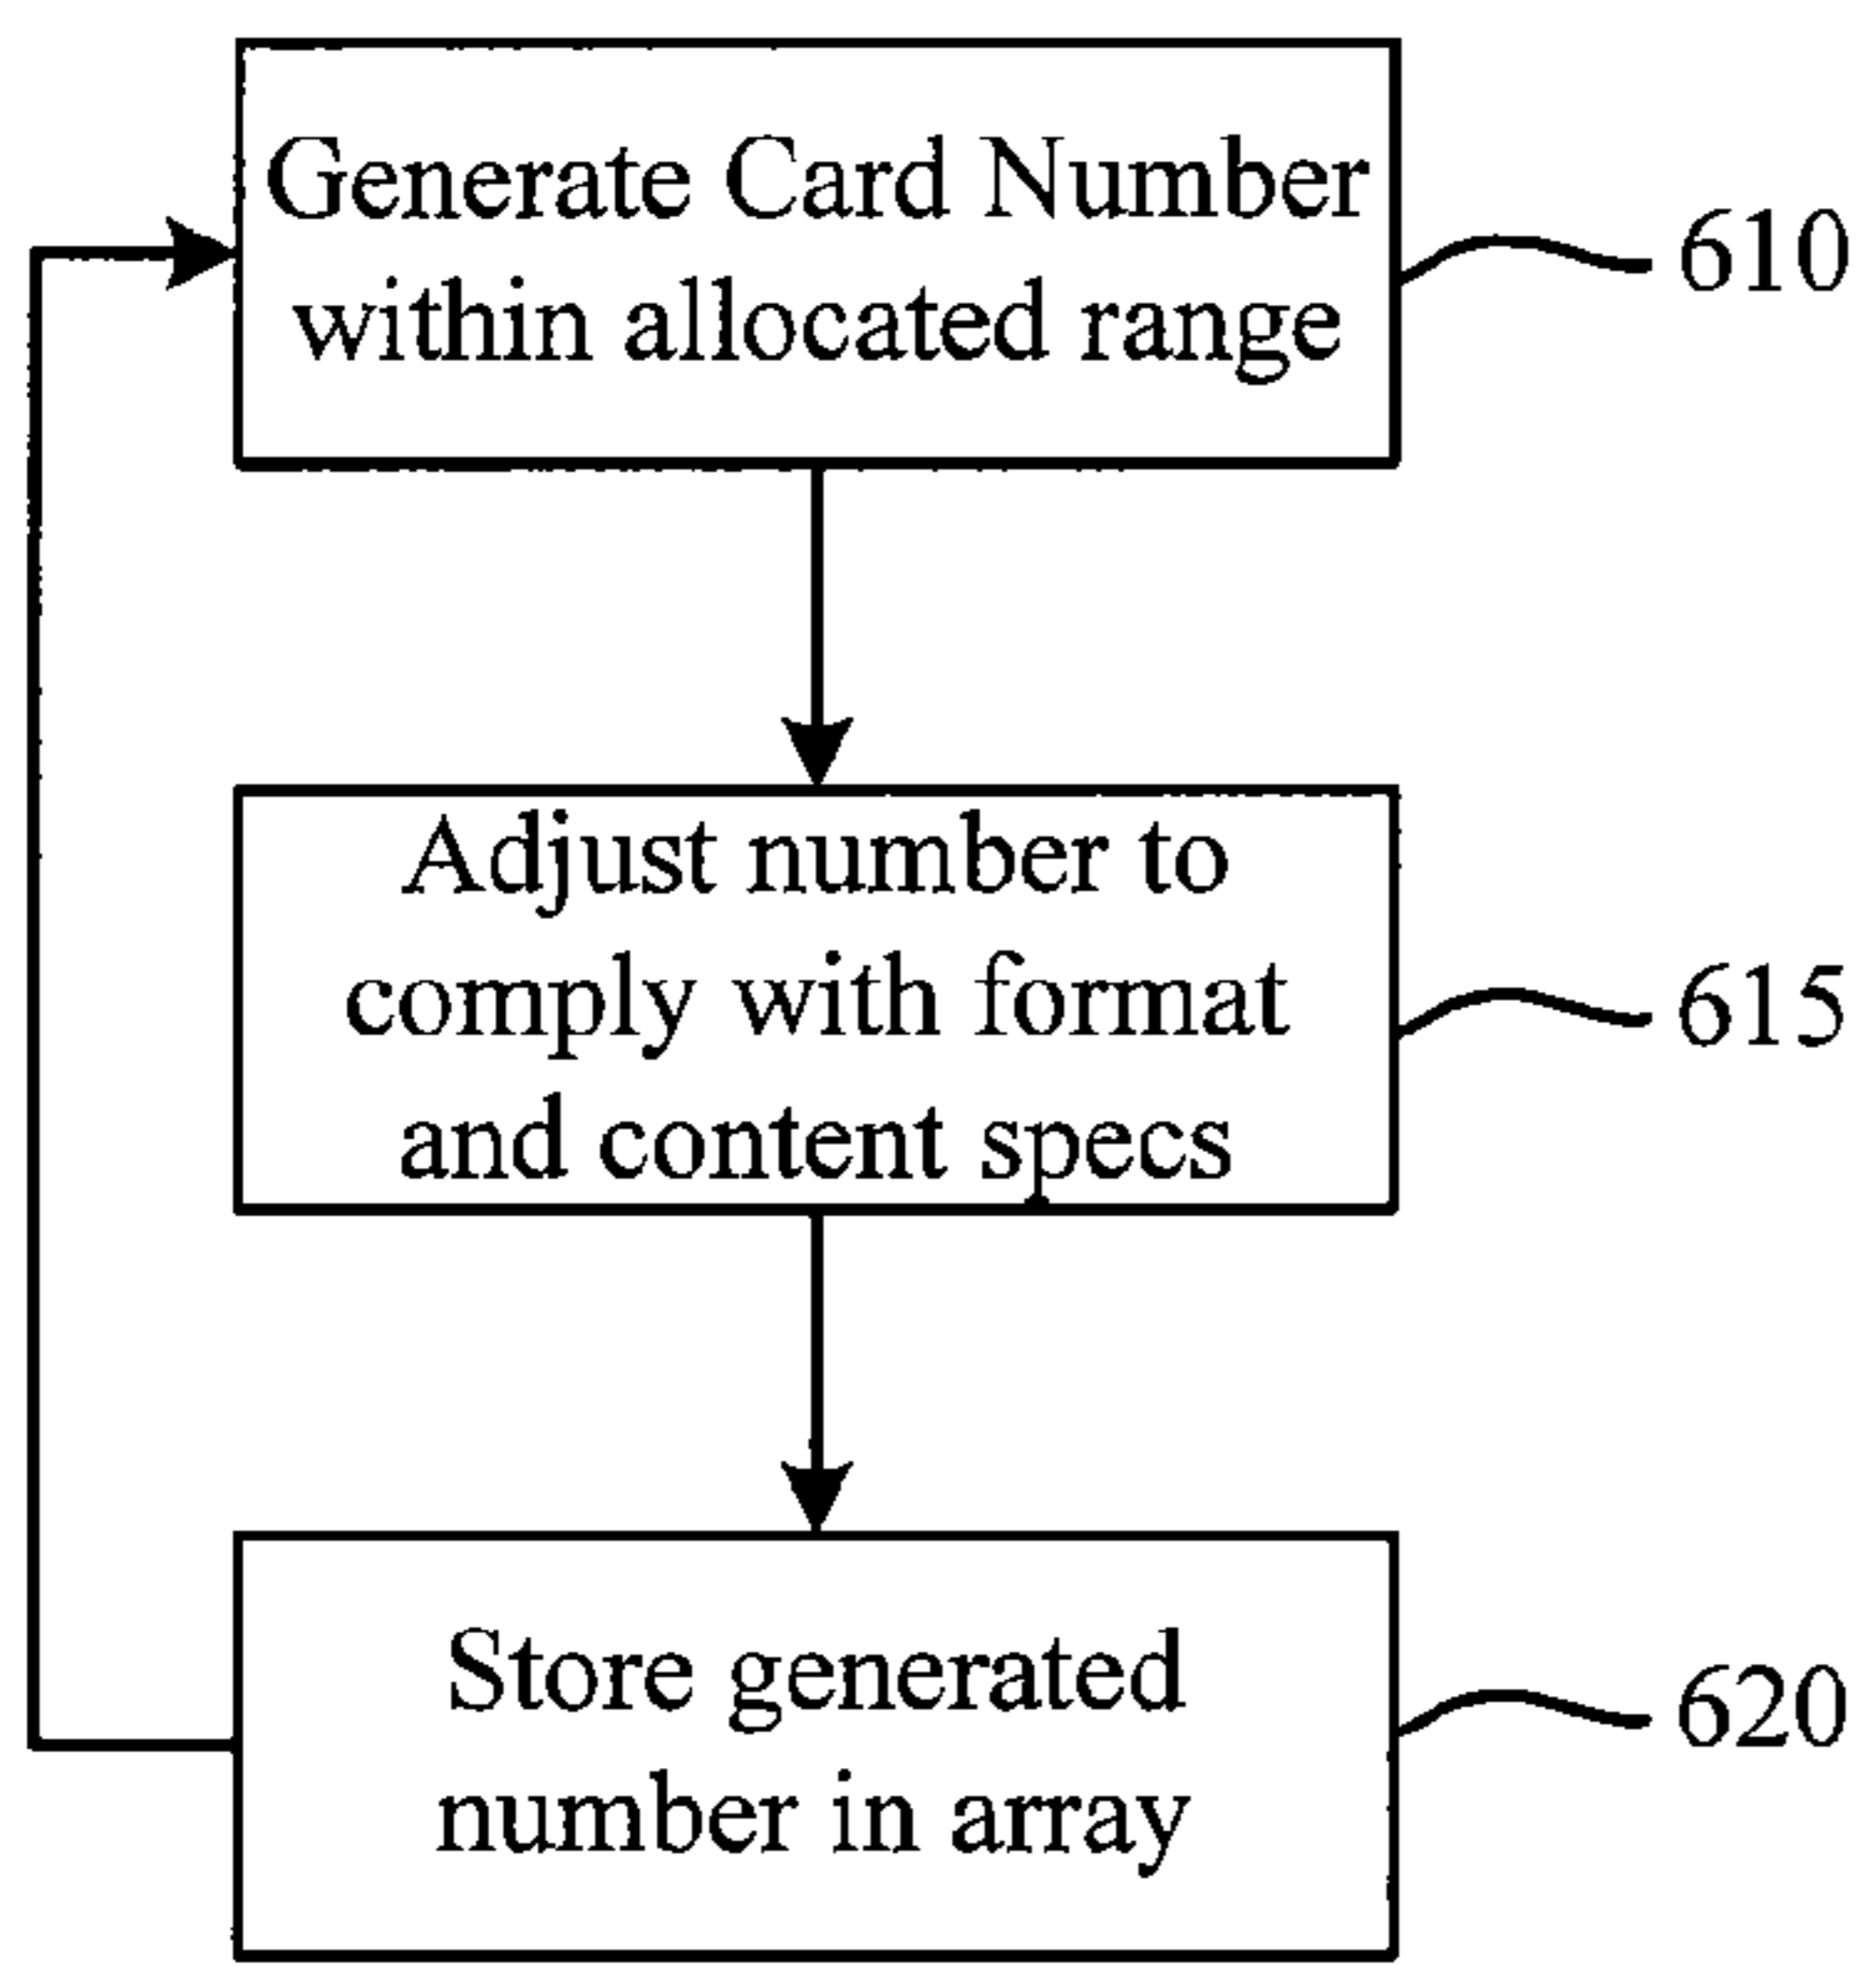 Generate Card Number
within allocated range
610
Adjust number to
comply with format
and content specs
615
Store generated
number in array
620